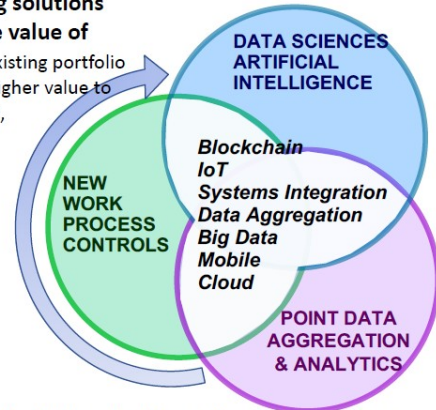 g solutions
e value of
xisting portfolio
igher value to
,
DATA SCIENCES
ARTIFICIAL
INTELLIGENCE
Blockchain
IoT
Systems Integration
Data Aggregation
Big Data
Mobile
Cloud
NEW
WORK
PROCESS
CONTROLS
POINT DATA
AGGREGATION
& ANALYTICS